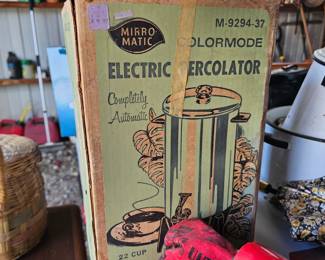 M-9294-37
MIRRO
MATIC
COLORMODE
ELECTRIC PERCOLATOR
Completely
Automatic
22 CUP